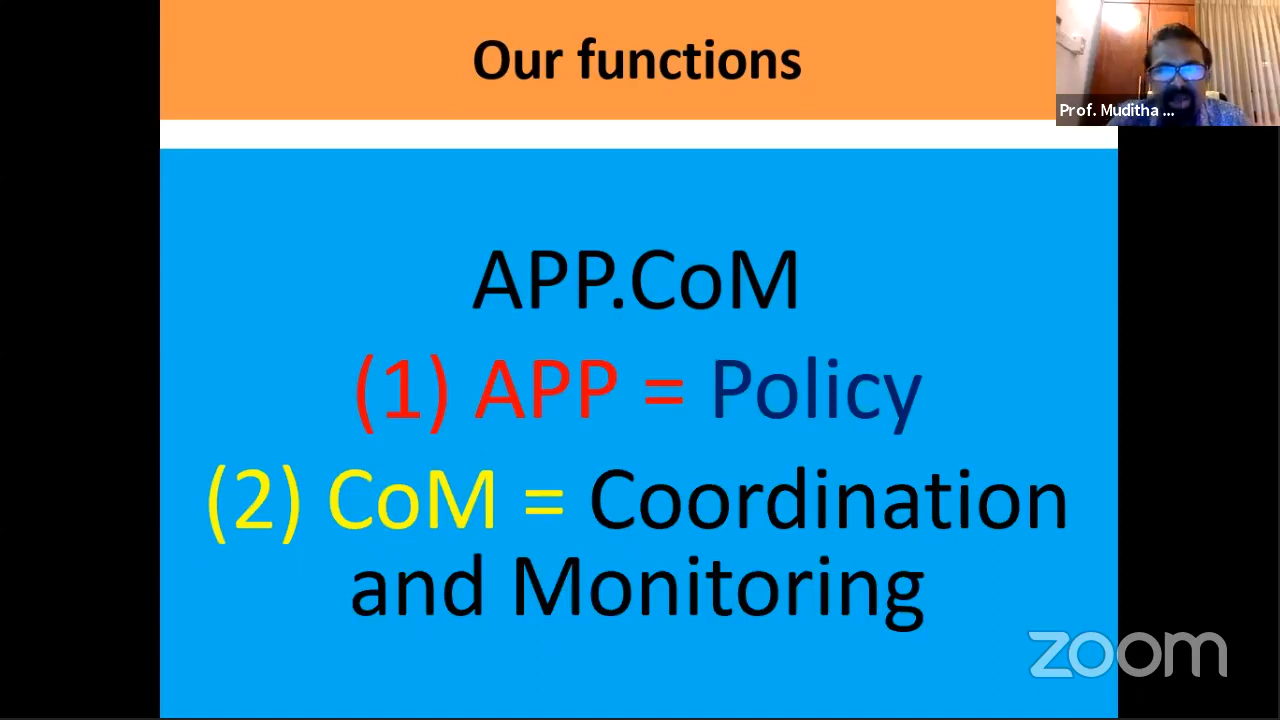 Our functions
Prof. Muditha ...
APP.CoM
(1) APP = Policy
(2) CoM = Coordination
and Monitoring
zoom